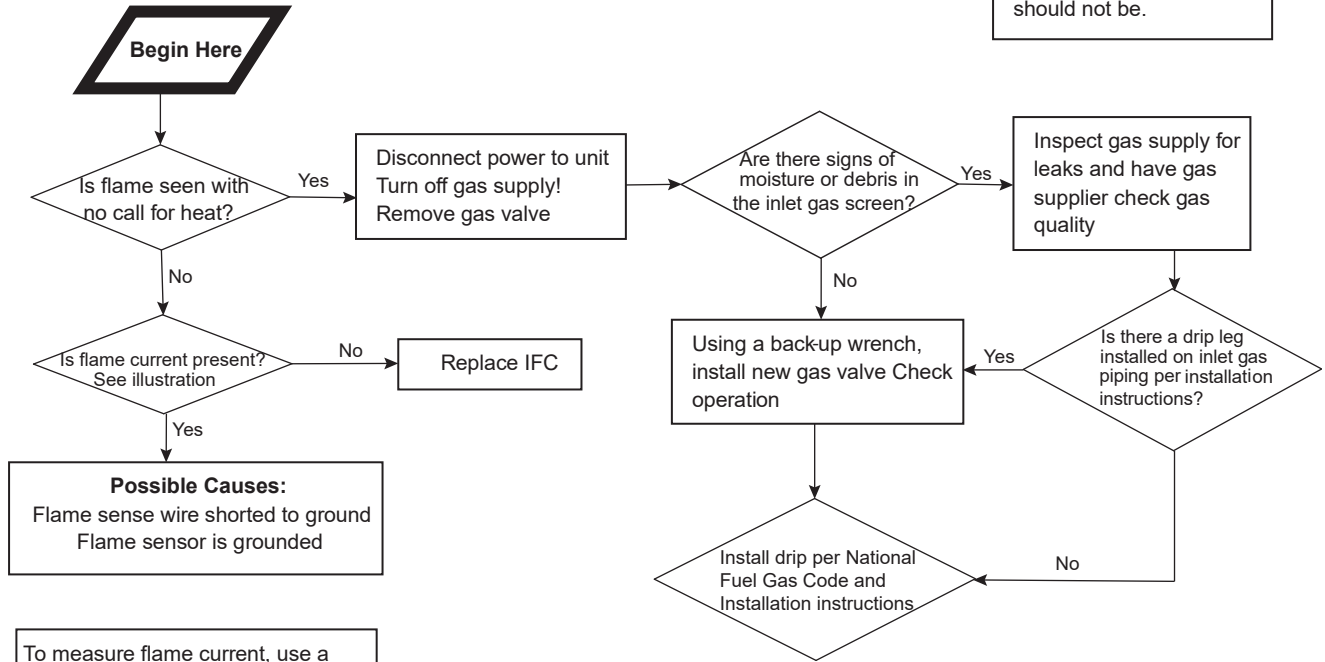 should not be.
Begin Here
Is flame seen with
no call for heat?
Yes
Disconnect power to unit
Turn off gas supply!
Remove gas valve
Are there signs of
moisture or debris in
the inlet gas screen?
Yes
Inspect gas supply for
leaks and have gas
supplier check gas
quality
No
No
Is flame current present?
See illustration
No
Replace IFC
Using a back-up wrench,
install new gas valve Check
operation
Yes
Is there a drip leg
installed on inlet gas
piping per installation
instructions?
Yes
Possible Causes:
Flame sense wire shorted to ground
Flame sensor is grounded
Install drip per National
Fuel Gas Code and
Installation instructions
No
To measure flame current, use a